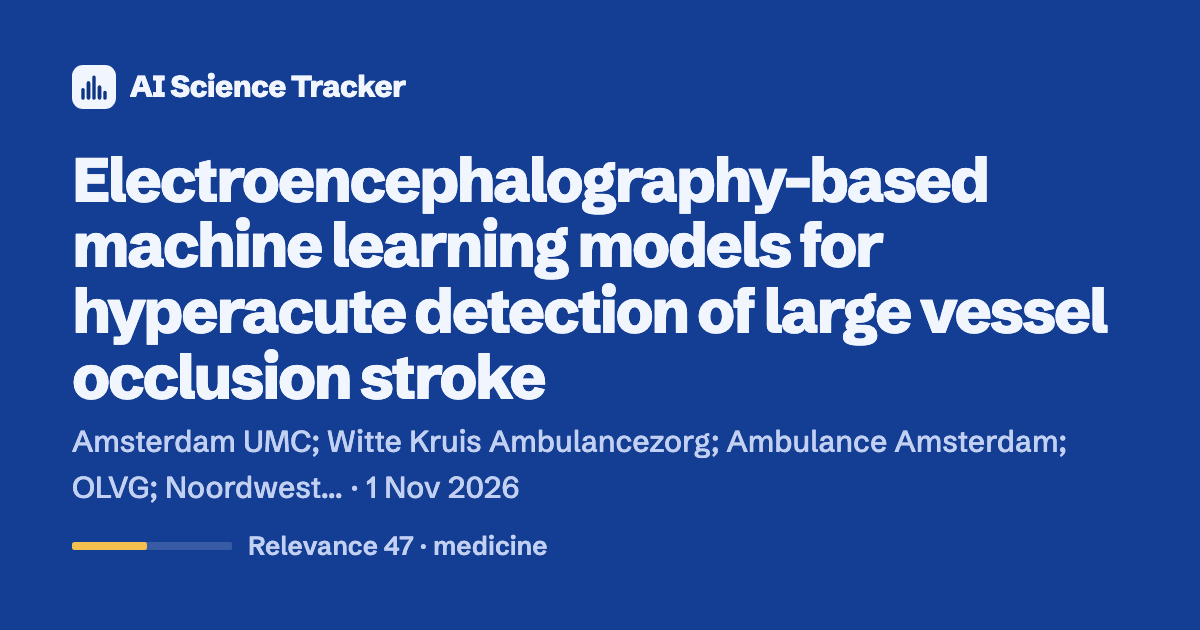 AI Science Tracker
Electroencephalography-based
machine learning models for
hyperacute detection of large vessel
occlusion stroke
Amsterdam UMC; Witte Kruis Ambulancezorg; Ambulance Amsterdam;
OLVG; Noordwest... · 1 Nov 2026
Relevance 47 · medicine